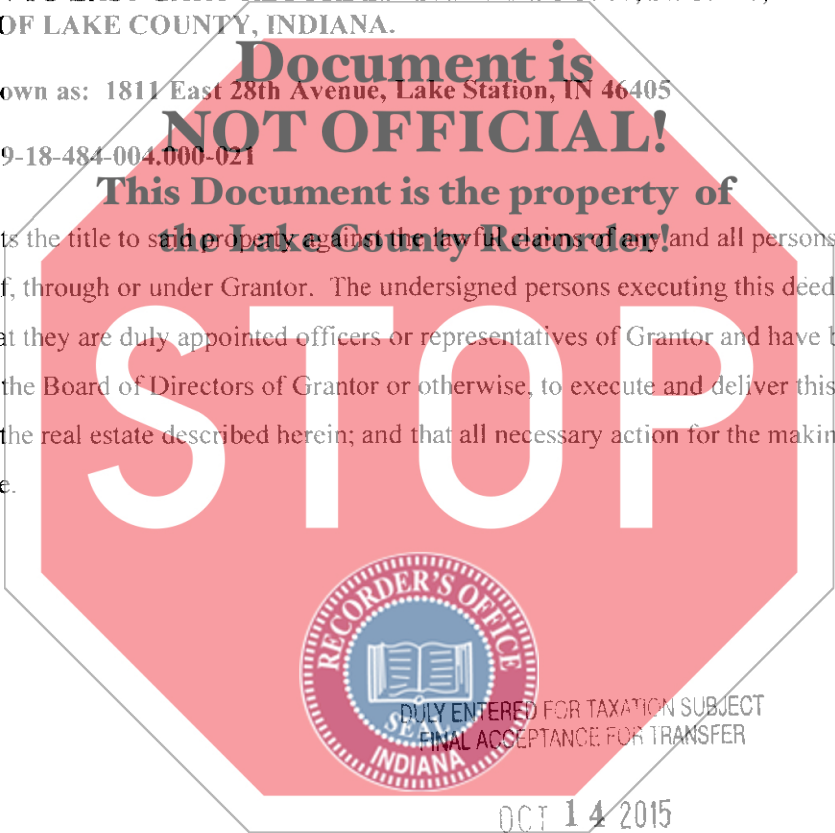 OF LAKE COUNTY, INDIANA.
Document is
own as: 1811 East 28th Avenue, Lake Station, IN 46405
NOT OFFICIAL!
9-18-484-004.000-021
This Document is the property of
the Lake County Recorder!
ts the title to said property against the lawful claims of any and all persons
f, through or under Grantor. The undersigned persons executing this deed
at they are duly appointed officers or representatives of Grantor and have b
the Board of Directors of Grantor or otherwise, to execute and deliver this
the real estate described herein; and that all necessary action for the makin
e.
STOP
RECORDER'S OFFICE
SEAL
INDIANA
DULY ENTERED FOR TAXATION SUBJECT
FINAL ACCEPTANCE FOR TRANSFER
OCT 14 2015